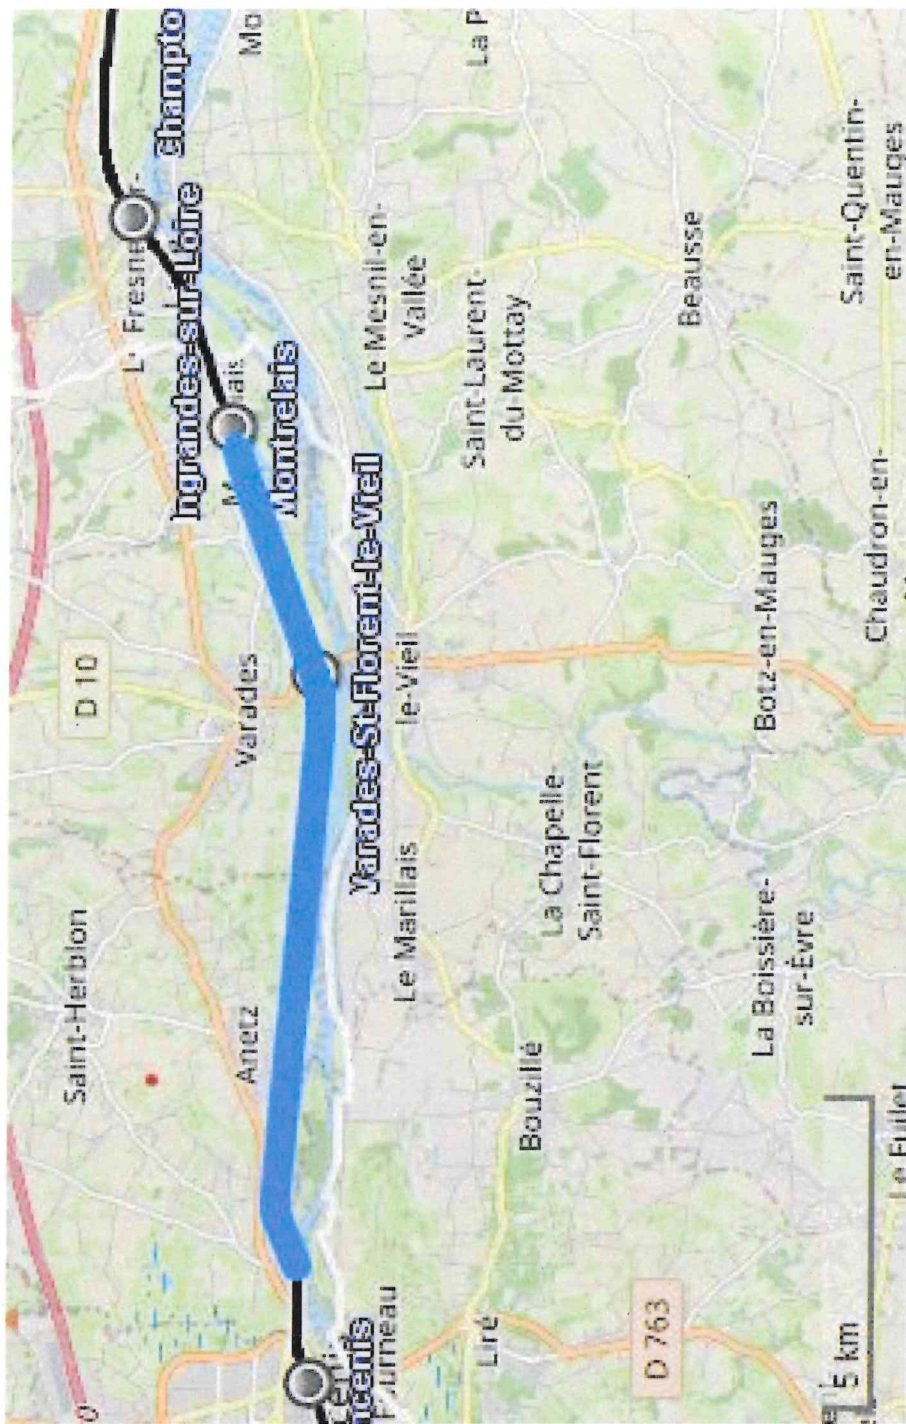 Saint-Herblon
D 10
Fresne
Varades
Anetz
Champto
Ingrandes-sur-Loire
Mo
Montrelais
Varades-St-Florent-le-Vieil
Le Mesnil-en-
Vallée
le-Vieil
Le Marillais
La P
Saint-Laurent-
du-Mottay
Liré
Bouzillé
La Chapelle-
Saint-Florent
D 763
Beausse
Botz-en-Mauges
La Boissière-
sur-Èvre
Saint-Quentin-
en-Mauges
Chaudron-en-
5 km
Le Fuilet